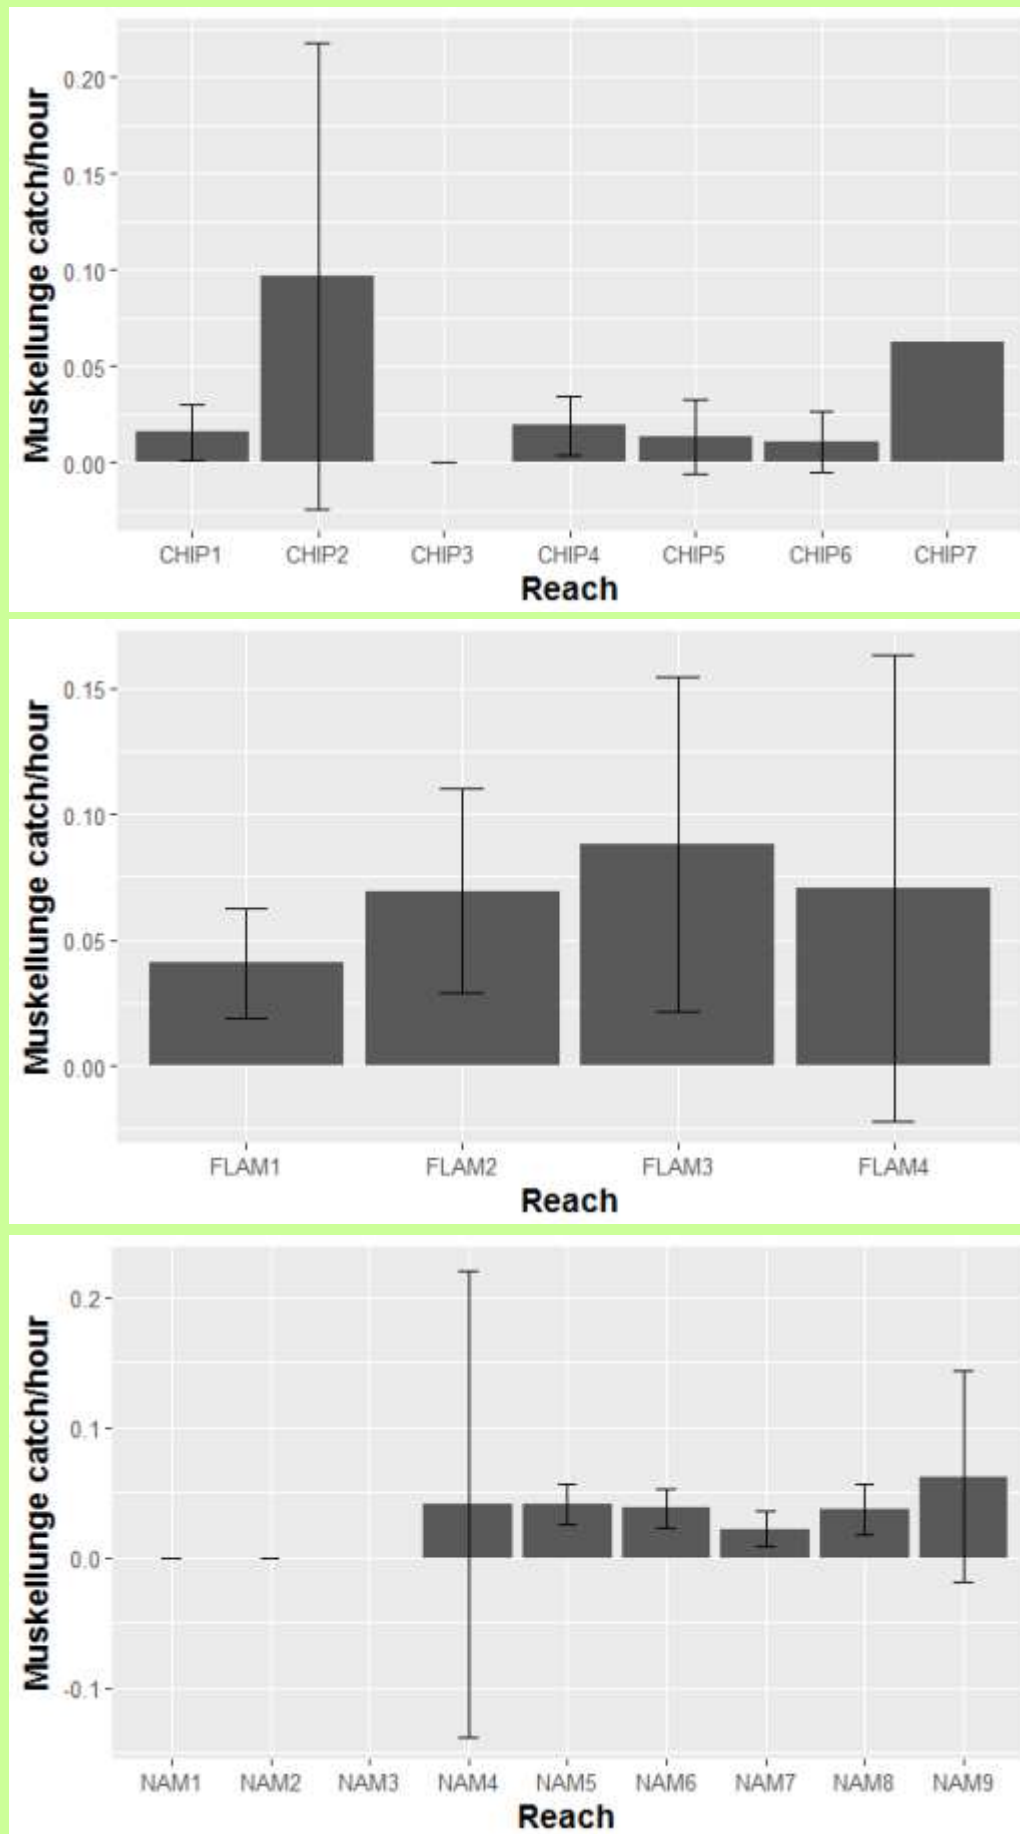 Muskellunge catch/hour
0.20
0.15
0.10
0.05
0.00
CHIP1 CHIP2 CHIP3 CHIP4 CHIP5 CHIP6 CHIP7
Reach
Muskellunge catch/hour
0.15
0.10
0.05
0.00
FLAM1 FLAM2 FLAM3 FLAM4
Reach
Muskellunge catch/hour
0.2
0.1
0.0
-0.1
NAM1 NAM2 NAM3 NAM4 NAM5 NAM6 NAM7 NAM8 NAM9
Reach